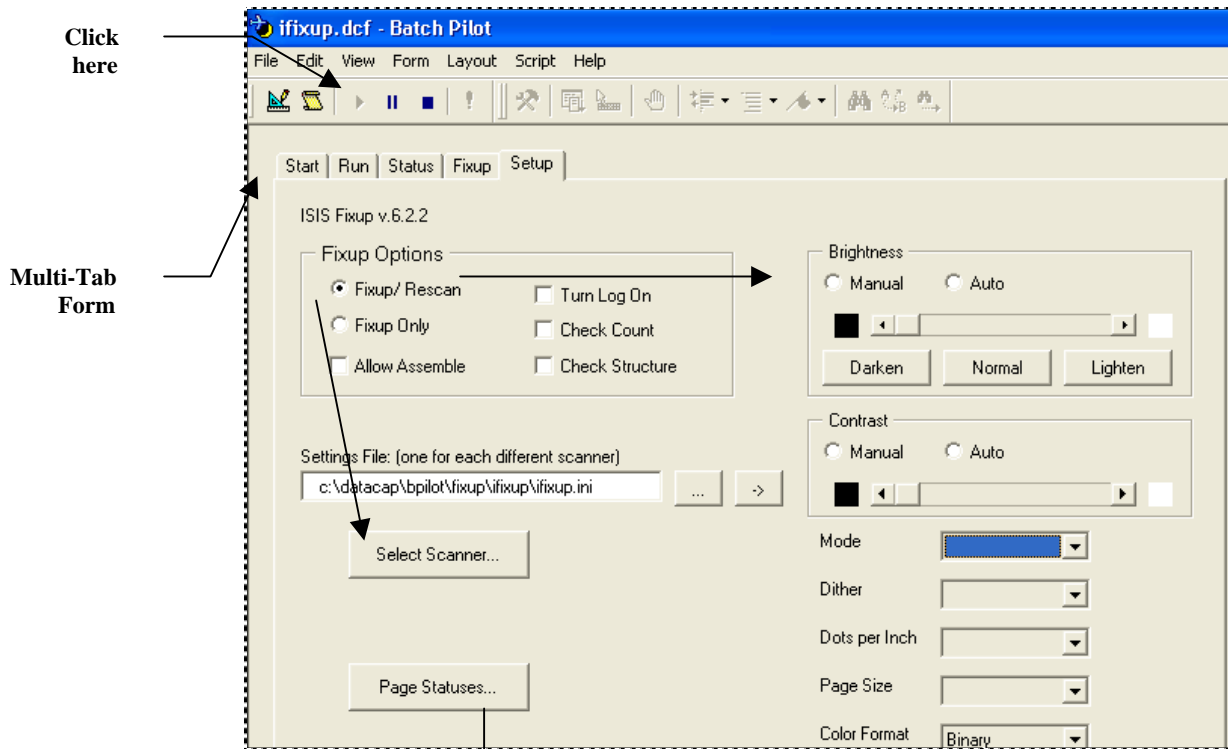 Click
here
Multi-Tab
Form
ifixup.dcf - Batch Pilot
File Edit View Form Layout Script Help
Start Run Status Fixup Setup
ISIS Fixup v.6.2.2
Fixup Options
Fixup/ Rescan
Turn Log On
Fixup Only
Check Count
Allow Assemble
Check Structure
Settings File: (one for each different scanner)
c:\datacap\bpilot\fixup\ifixup\ifixup.ini
... ->
Select Scanner...
Page Statuses...
Brightness
Manual Auto
Darken Normal Lighten
Contrast
Manual Auto
Mode
Dither
Dots per Inch
Page Size
Color Format Binary